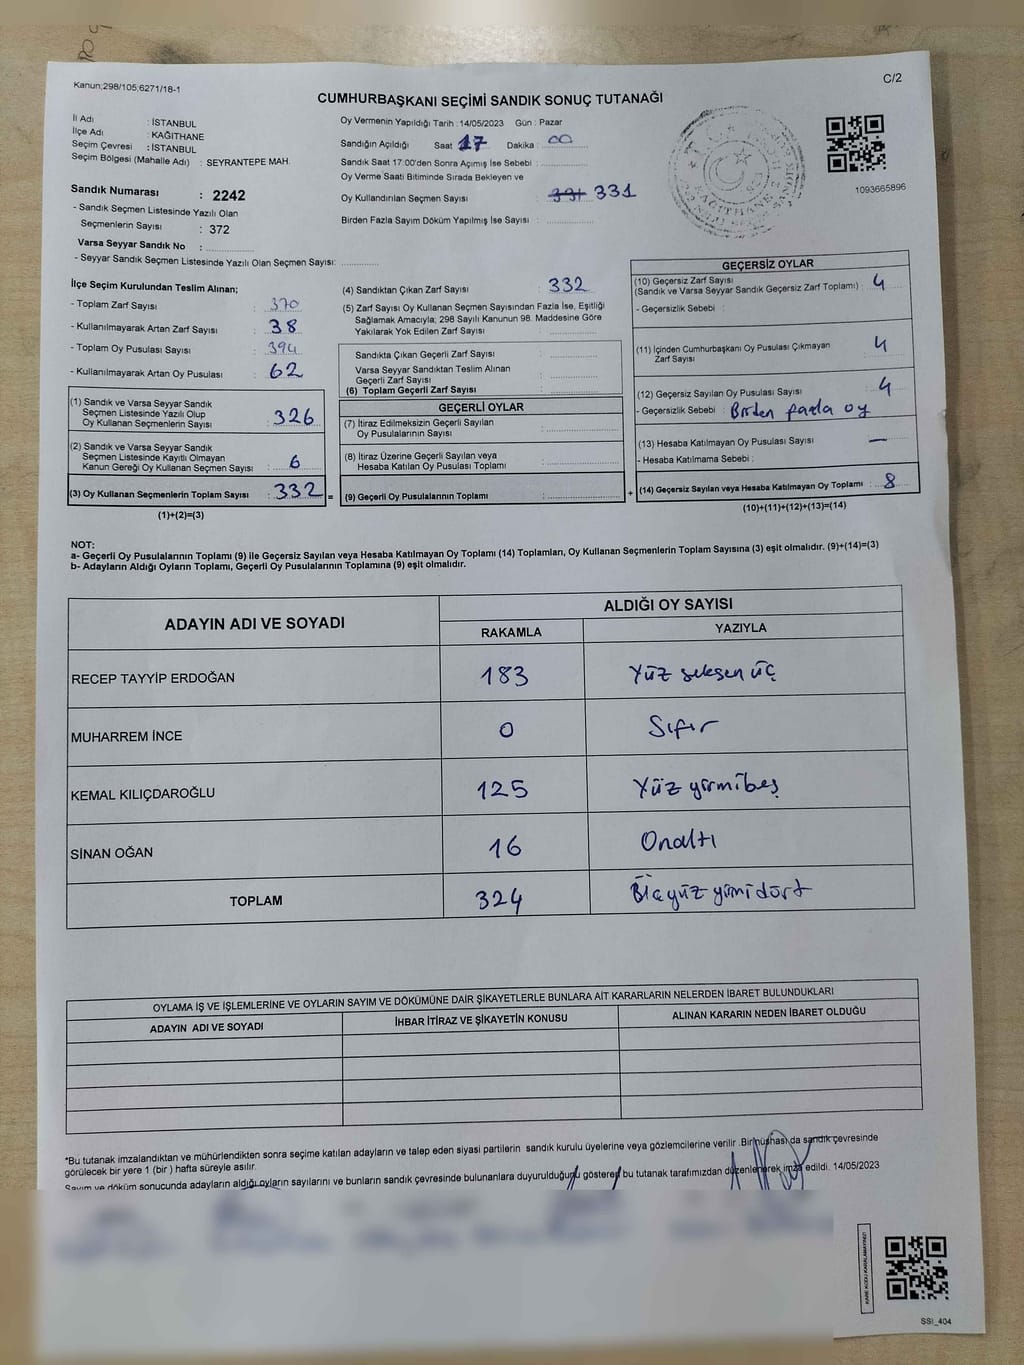 Kanun;298/105;6271/18-1
C/2
CUMHURBAŞKANI SEÇİMİ SANDIK SONUÇ TUTANAĞI
İl Adı : İSTANBUL
İlçe Adı : KAĞITHANE
Seçim Çevresi : İSTANBUL
Seçim Bölgesi (Mahalle Adı) : SEYRANTEPE MAH.
Sandık Numarası : 2242
- Sandık Seçmen Listesinde Yazılı Olan
Seçmenlerin Sayısı : 372
Varsa Seyyar Sandık No :
- Seyyar Sandık Seçmen Listesinde Yazılı Olan Seçmen Sayısı:
Oy Vermenin Yapıldığı Tarih : 14/05/2023 Gün : Pazar
Sandığın Açıldığı Saat 17 Dakika : 00
Sandık Saat 17:00'den Sonra Açımış İse Sebebi :
Oy Verme Saati Bitiminde Sırada Bekleyen ve
Oy Kullandırılan Seçmen Sayısı : 331
Birden Fazla Sayım Döküm Yapılmış İse Sayısı :
1093665896
İlçe Seçim Kurulundan Teslim Alınan;
- Toplam Zarf Sayısı : 370
- Kullanılmayarak Artan Zarf Sayısı : 38
- Toplam Oy Pusulası Sayısı : 394
- Kullanılmayarak Artan Oy Pusulası : 62
(1) Sandık ve Varsa Seyyar Sandık
Seçmen Listesinde Yazılı Olup
Oy Kullanan Seçmenlerin Sayısı : 326
(2) Sandık ve Varsa Seyyar Sandık
Seçmen Listesinde Kayıtlı Olmayan
Kanun Gereği Oy Kullanan Seçmen Sayısı : 6
(3) Oy Kullanan Seçmenlerin Toplam Sayısı : 332 =
(1)+(2)=(3)
(4) Sandıktan Çıkan Zarf Sayısı : 332
(5) Zarf Sayısı Oy Kullanan Seçmen Sayısından Fazla İse, Eşitliği
Sağlamak Amacıyla; 298 Sayılı Kanunun 98. Maddesine Göre
Yakılarak Yok Edilen Zarf Sayısı :
Sandıkta Çıkan Geçerli Zarf Sayısı :
Varsa Seyyar Sandıktan Teslim Alınan
Geçerli Zarf Sayısı :
(6) Toplam Geçerli Zarf Sayısı :
GEÇERLİ OYLAR
(7) İtiraz Edilmeksizin Geçerli Sayılan
Oy Pusulalarının Sayısı :
(8) İtiraz Üzerine Geçerli Sayılan veya
Hesaba Katılan Oy Pusulası Toplamı :
(9) Geçerli Oy Pusulalarının Toplamı : +
GEÇERSİZ OYLAR
(10) Geçersiz Zarf Sayısı
(Sandık ve Varsa Seyyar Sandık Geçersiz Zarf Toplamı) : 4
- Geçersizlik Sebebi :
(11) İçinden Cumhurbaşkanı Oy Pusulası Çıkmayan
Zarf Sayısı : 4
(12) Geçersiz Sayılan Oy Pusulası Sayısı : 4
- Geçersizlik Sebebi : Birden fazla oy
(13) Hesaba Katılmayan Oy Pusulası Sayısı : —
- Hesaba Katılmama Sebebi :
(14) Geçersiz Sayılan veya Hesaba Katılmayan Oy Toplamı : 8
(10)+(11)+(12)+(13)=(14)
NOT:
a- Geçerli Oy Pusulalarının Toplamı (9) ile Geçersiz Sayılan veya Hesaba Katılmayan Oy Toplamı (14) Toplamları, Oy Kullanan Seçmenlerin Toplam Sayısına (3) eşit olmalıdır. (9)+(14)=(3)
b- Adayların Aldığı Oyların Toplamı, Geçerli Oy Pusulalarının Toplamına (9) eşit olmalıdır.
ADAYIN ADI VE SOYADI
ALDIĞI OY SAYISI
RAKAMLA YAZIYLA
RECEP TAYYİP ERDOĞAN 183 Yüz seksen üç
MUHARREM İNCE 0 Sıfır
KEMAL KILIÇDAROĞLU 125 Yüz yirmibeş
SİNAN OĞAN 16 Onaltı
TOPLAM 324 Üçyüz yirmidört
OYLAMA İŞ VE İŞLEMLERİNE VE OYLARIN SAYIM VE DÖKÜMÜNE DAİR ŞİKAYETLERLE BUNLARA AİT KARARLARIN NELERDEN İBARET BULUNDUKLARI
ADAYIN ADI VE SOYADI İHBAR İTİRAZ VE ŞİKAYETİN KONUSU ALINAN KARARIN NEDEN İBARET OLDUĞU
*Bu tutanak imzalandıktan ve mühürlendikten sonra seçime katılan adayların ve talep eden siyasi partilerin sandık kurulu üyelerine veya gözlemcilerine verilir .Bir nüshası da sandık çevresinde
görülecek bir yere 1 (bir ) hafta süreyle asılır.
Sayım ve döküm sonucunda adayların aldığı oyların sayılarını ve bunların sandık çevresinde bulunanlara duyurulduğunu gösteren bu tutanak tarafımızdan düzenlenerek imza edildi. 14/05/2023
SSI_404